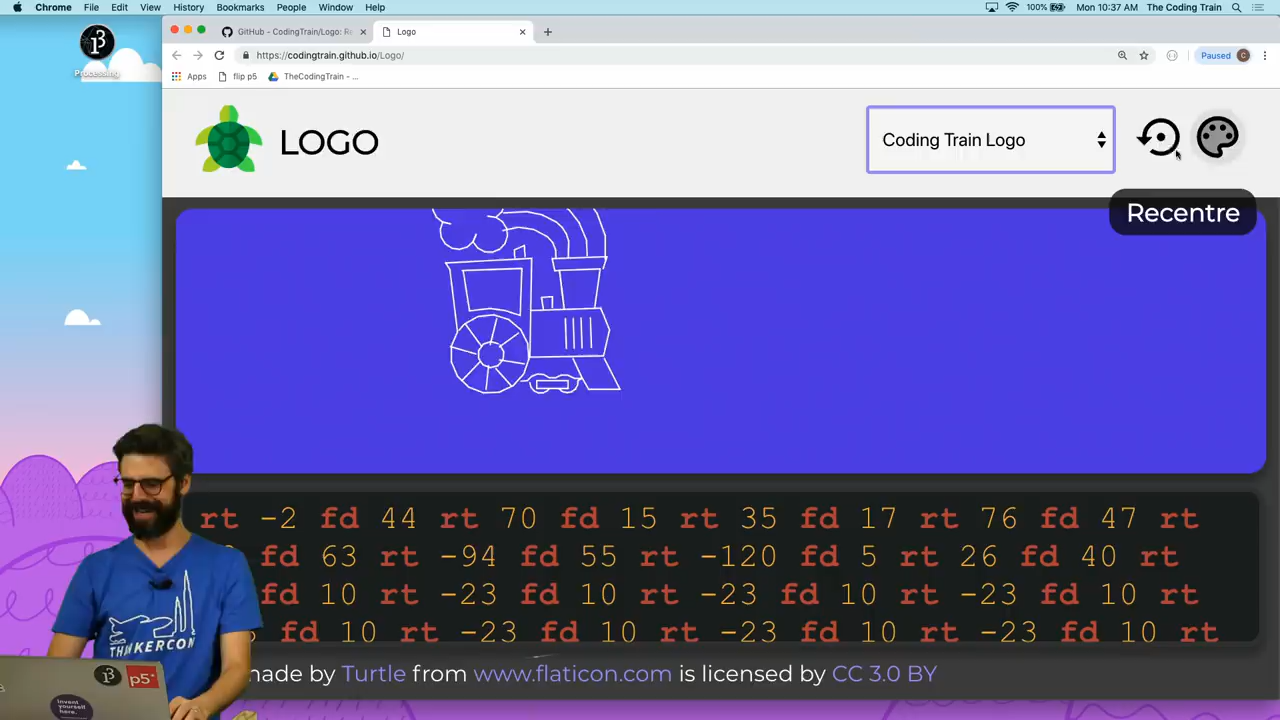 Chrome File Edit View History Bookmarks People Window Help 100% Mon 10:37 AM The Coding Train
Processing
GitHub - CodingTrain/Logo: Re
Logo
https://codingtrain.github.io/Logo/
Paused C
Apps flip p5 TheCodingTrain - ...
LOGO
Coding Train Logo
Recentre
rt -2 fd 44 rt 70 fd 15 rt 35 fd 17 rt 76 fd 47 rt
fd 63 rt -94 fd 55 rt -120 fd 5 rt 26 fd 40 rt
fd 10 rt -23 fd 10 rt -23 fd 10 rt -23 fd 10 rt
fd 10 rt -23 fd 10 rt -23 fd 10 rt -23 fd 10 rt
made by Turtle from www.flaticon.com is licensed by CC 3.0 BY
p5*
Invent
yourself
here.